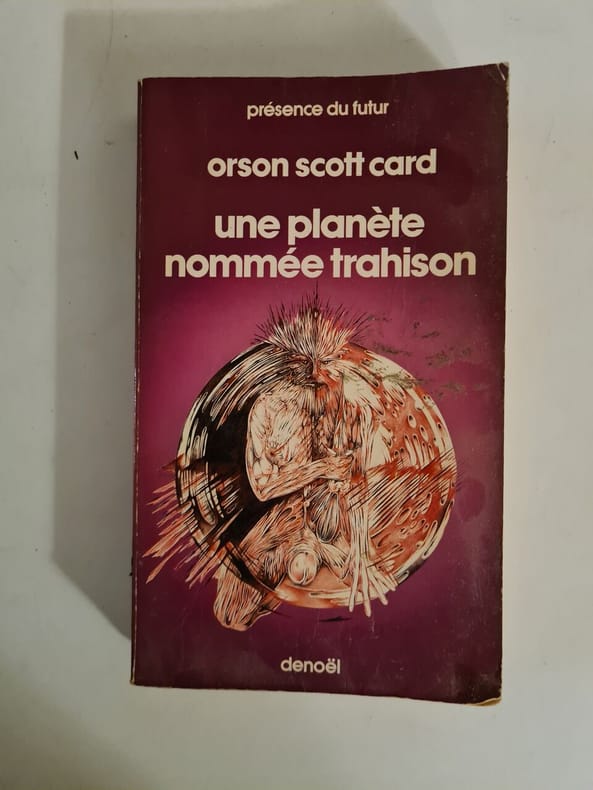 présence du futur
orson scott card
une planète
nommée trahison
denoël